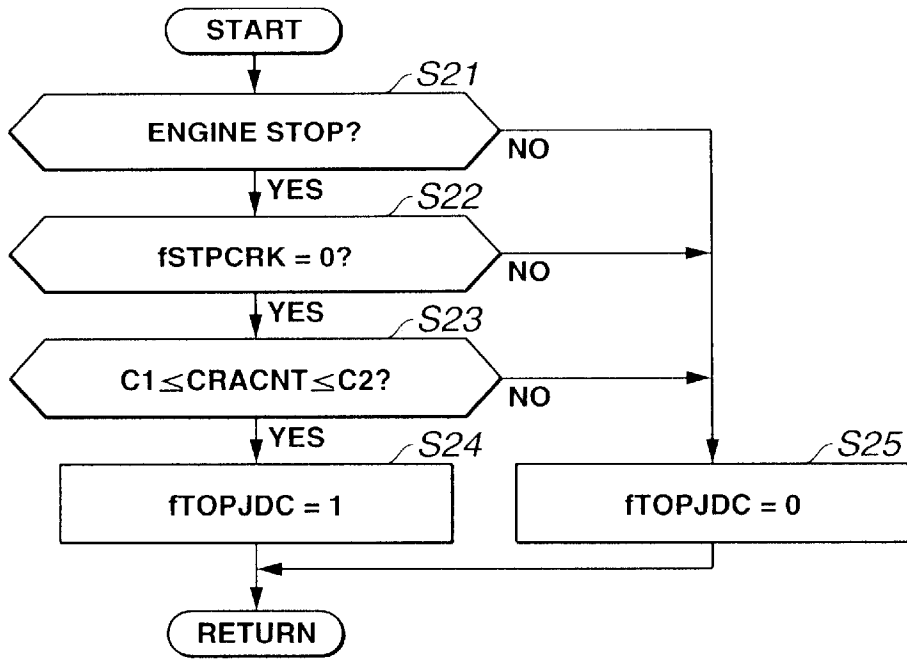 START
S21
ENGINE STOP?
NO
YES
S22
fSTPCRK = 0?
NO
YES
S23
C1≤CRACNT≤C2?
NO
YES
S24
fTOPJDC = 1
S25
fTOPJDC = 0
RETURN